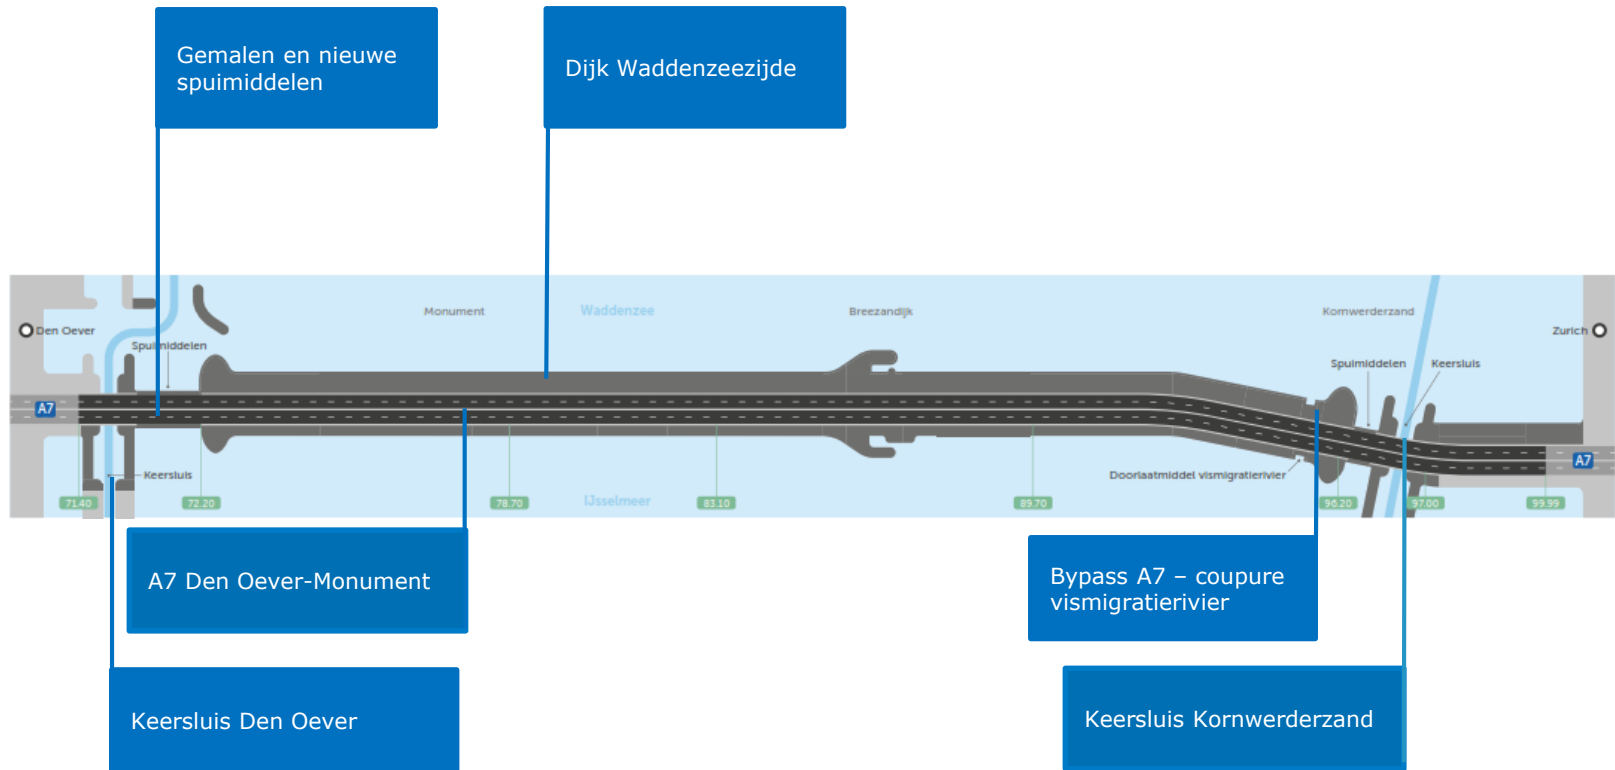 Gemalen en nieuwe
spuimiddelen
Dijk Waddenzeezijde
Monument
Waddenzee
Breezandijk
Kornwerderzand
Den Oever
Zurich
Spuimiddelen
Spuimiddelen
Keersluis
A7
A7
Keersluis
Doorlaatmiddel vismigratierivier
71.40
72.20
78.70
IJsselmeer
83.10
89.70
96.20
97.00
99.99
A7 Den Oever-Monument
Bypass A7 – coupure
vismigratierivier
Keersluis Den Oever
Keersluis Kornwerderzand